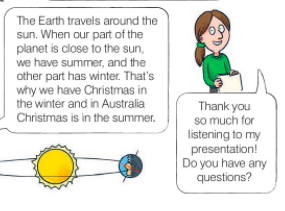 The Earth travels around the
sun. When our part of the
planet is close to the sun,
we have summer, and the
other part has winter. That's
why we have Christmas in
the winter and in Australia
Christmas is in the summer.
Thank you
so much for
listening to my
presentation!
Do you have any
questions?